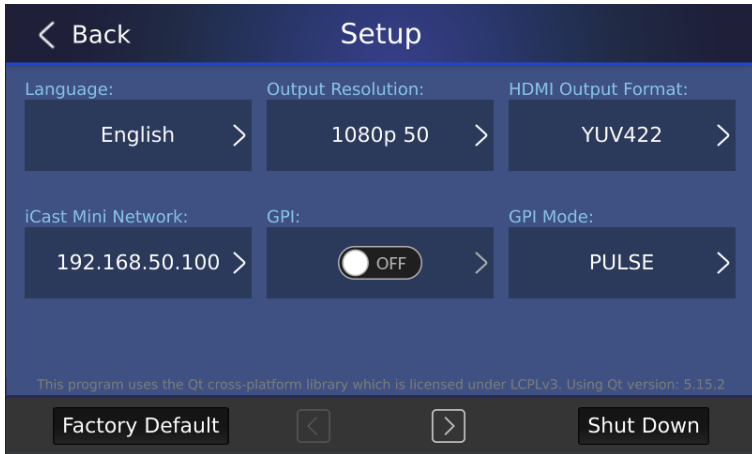 Back
Setup
Language:
Output Resolution:
HDMI Output Format:
English
1080p 50
YUV422
iCast Mini Network:
GPI:
GPI Mode:
192.168.50.100
OFF
PULSE
This program uses the Qt cross-platform library which is licensed under LCPLv3. Using Qt version: 5.15.2
Factory Default
Shut Down